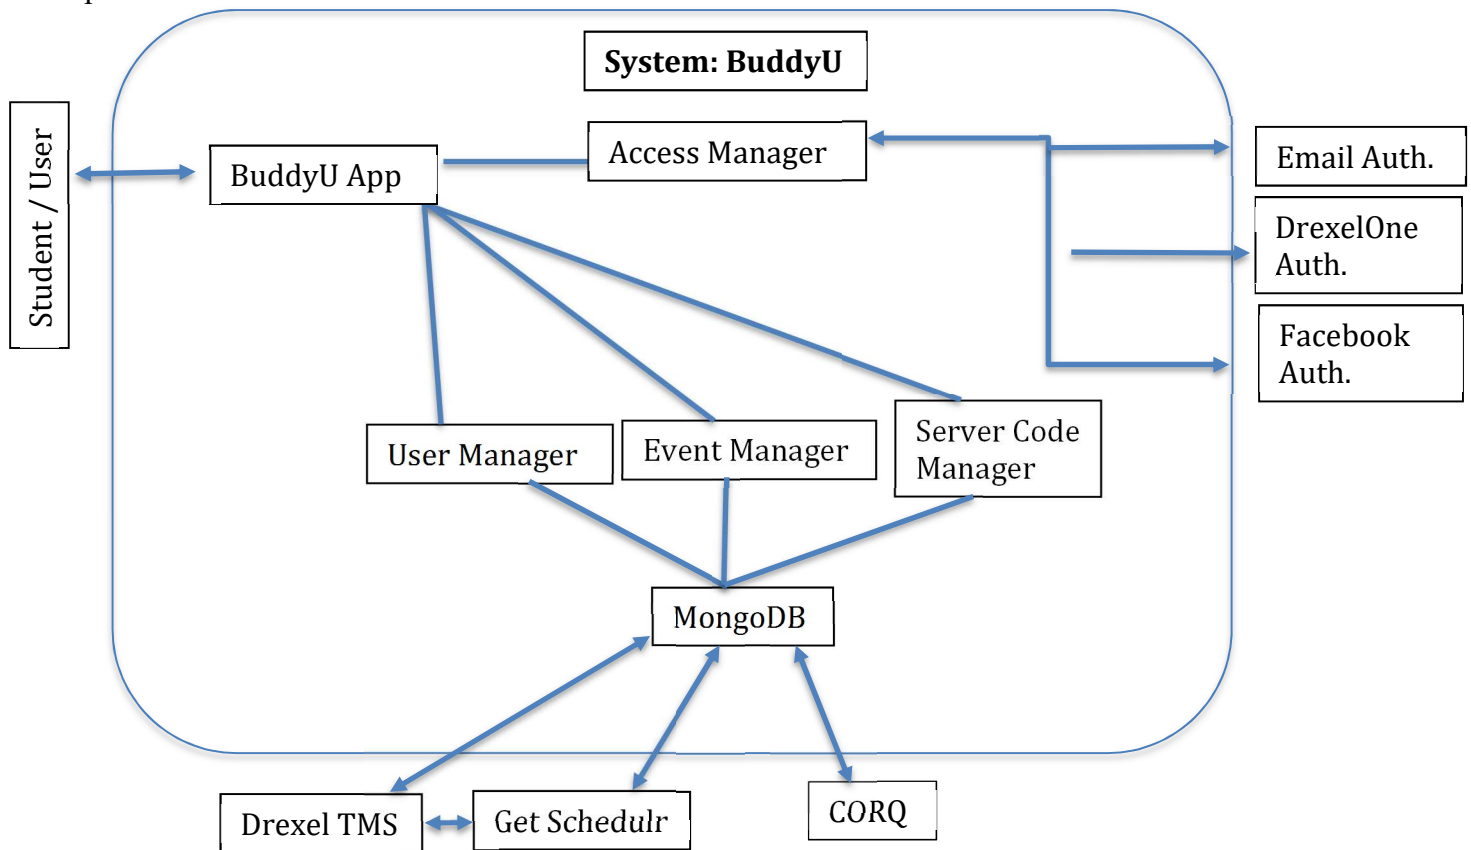 System: BuddyU
Student / User
BuddyU App
Access Manager
Email Auth.
DrexelOne
Auth.
Facebook
Auth.
User Manager
Event Manager
Server Code
Manager
MongoDB
Drexel TMS
Get Schedulr
CORQ